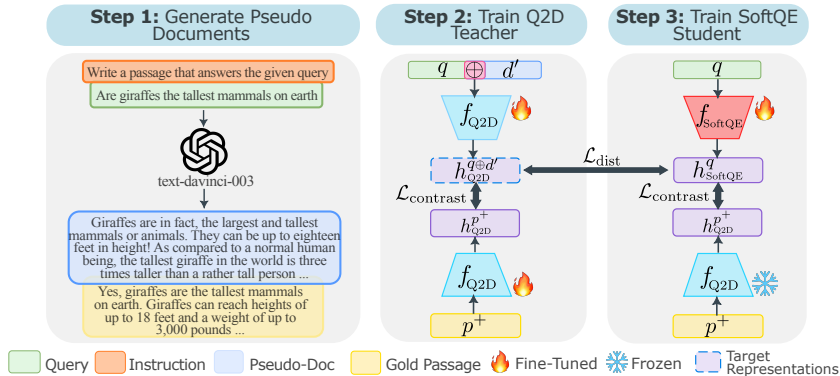 Step 1: Generate Pseudo
Documents
Write a passage that answers the given query
Are giraffes the tallest mammals on earth
text-davinci-003
Giraffes are in fact, the largest and tallest
mammals or animals. They can be up to eighteen
feet in height! As compared to a normal human
being, the tallest giraffe in the world is three
times taller than a rather tall person ...
Yes, giraffes are the tallest mammals
on earth. Giraffes can reach heights of
up to 18 feet and a weight of up to
3,000 pounds ...
Step 2: Train Q2D
Teacher
q ⊕ d′
f_Q2D
h_Q2D^{q⊕d′}
L_contrast
h_Q2D^{p+}
f_Q2D
p+
L_dist
Step 3: Train SoftQE
Student
q
f_SoftQE
h_SoftQE^q
L_contrast
h_Q2D^{p+}
f_Q2D
p+
Query
Instruction
Pseudo-Doc
Gold Passage
Fine-Tuned
Frozen
Target
Representations